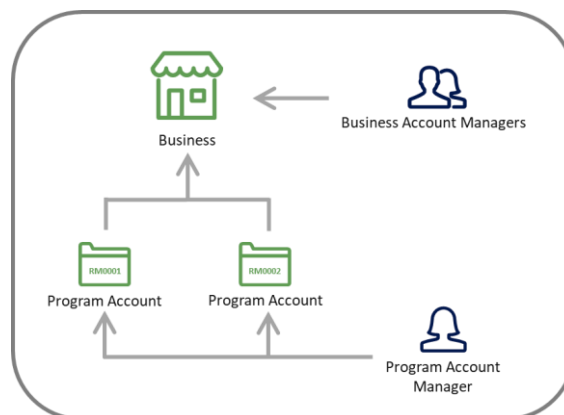 Business
Business Account Managers
RM0001
RM0002
Program Account
Program Account
Program Account
Manager